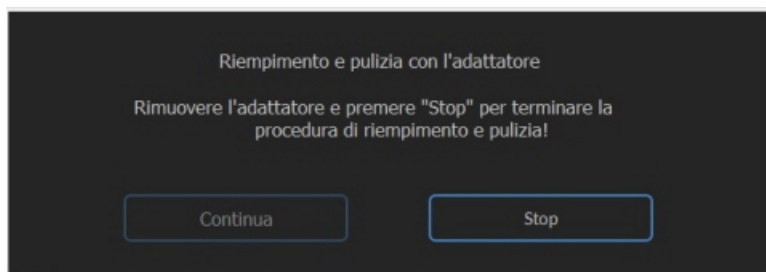 Riempimento e pulizia con l'adattatore
Rimuovere l'adattatore e premere "Stop" per terminare la
procedura di riempimento e pulizia!
Continua
Stop